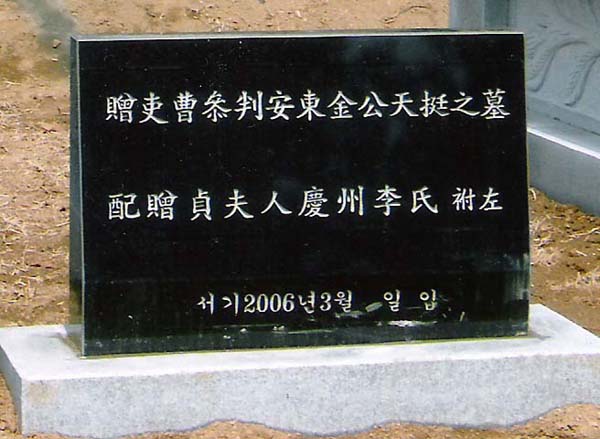 贈吏曹叅判安東金公天挺之墓
配贈貞夫人慶州李氏 祔左
서기2006년3월 일 입